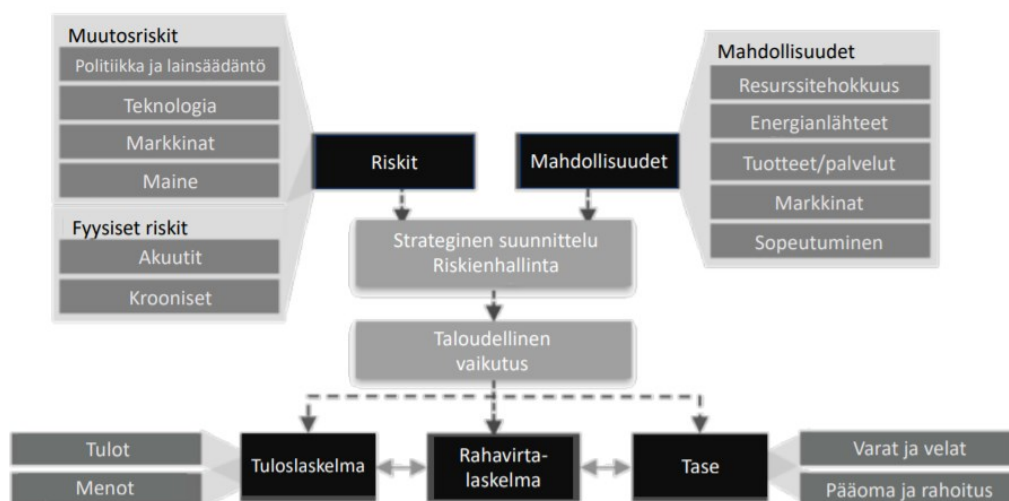 Muutosriskit
Politiikka ja lainsäädäntö
Teknologia
Markkinat
Maine
Fyysiset riskit
Akuutit
Krooniset
Riskit
Mahdollisuudet
Mahdollisuudet
Resurssitehokkuus
Energianlähteet
Tuotteet/palvelut
Markkinat
Sopeutuminen
Strateginen suunnittelu
Riskienhallinta
Taloudellinen
vaikutus
Tulot
Menot
Tuloslaskelma
Rahavirta-
laskelma
Tase
Varat ja velat
Pääoma ja rahoitus